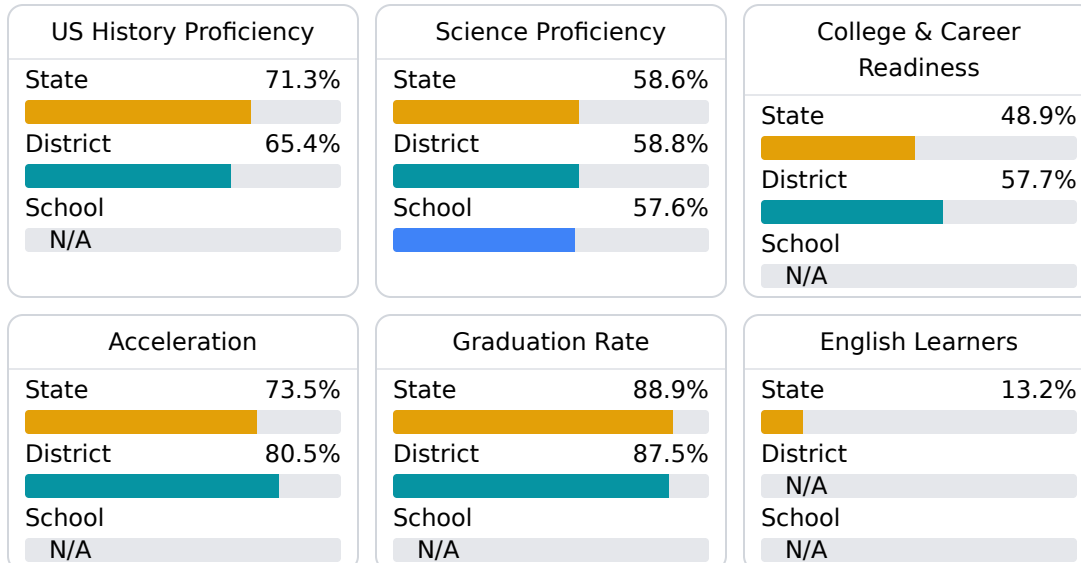 US History Proficiency
State 71.3%
District 65.4%
School
N/A
Science Proficiency
State 58.6%
District 58.8%
School 57.6%
College & Career
Readiness
State 48.9%
District 57.7%
School
N/A
Acceleration
State 73.5%
District 80.5%
School
N/A
Graduation Rate
State 88.9%
District 87.5%
School
N/A
English Learners
State 13.2%
District
N/A
School
N/A